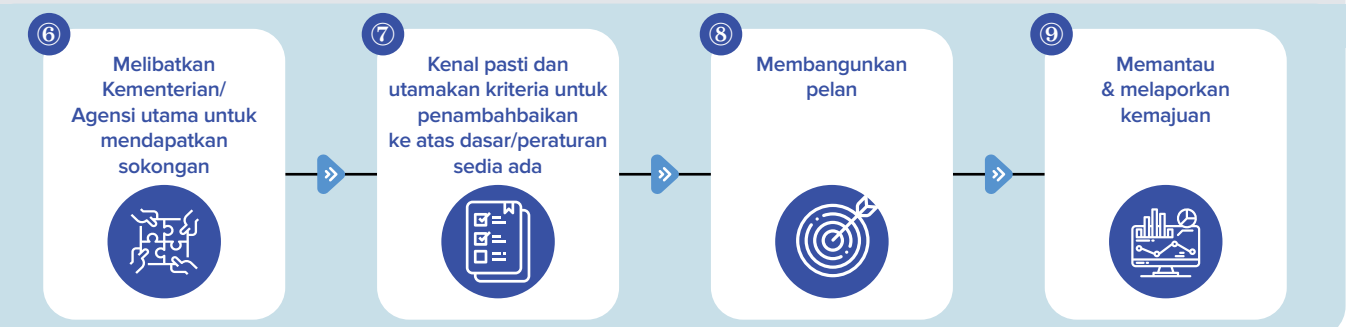 ⑥
Melibatkan
Kementerian/
Agensi utama untuk
mendapatkan
sokongan
⑦
Kenal pasti dan
utamakan kriteria untuk
penambahbaikan
ke atas dasar/peraturan
sedia ada
⑧
Membangunkan
pelan
⑨
Memantau
& melaporkan
kemajuan